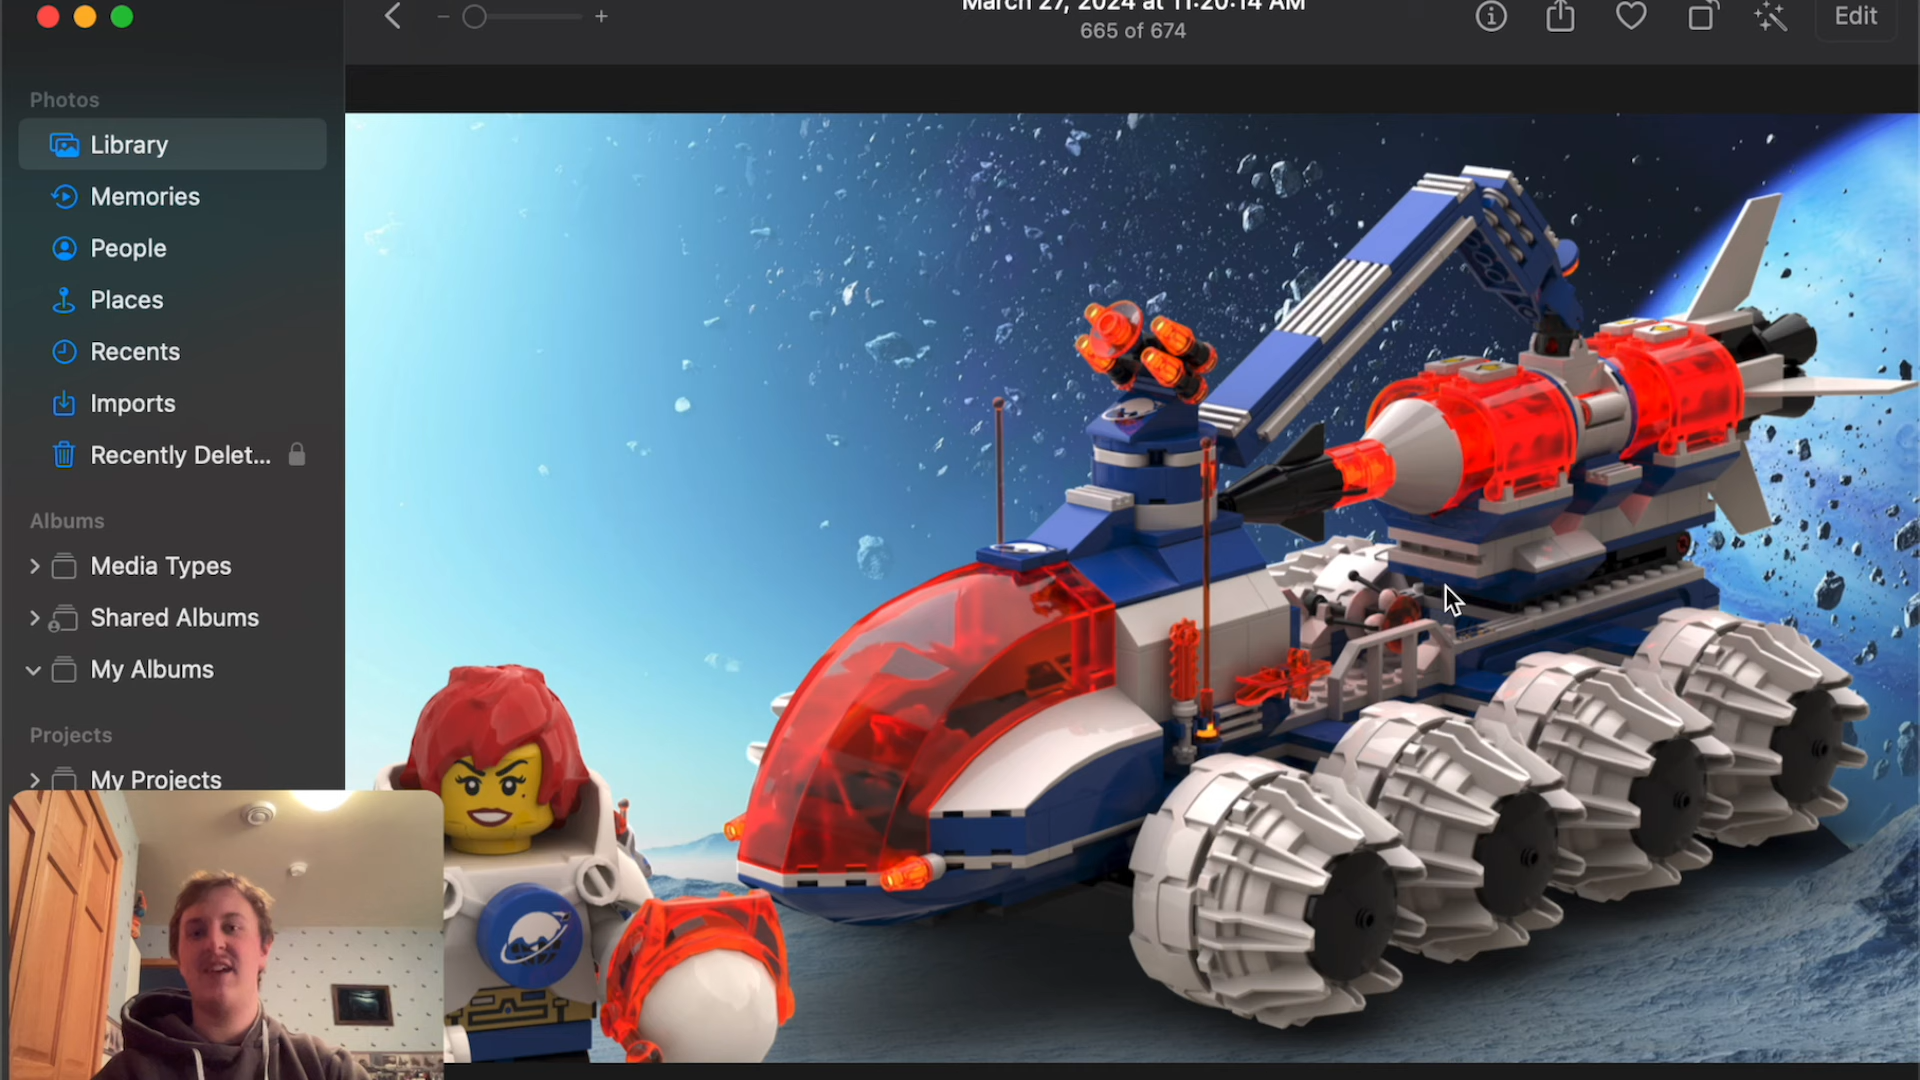 March 27, 2024 at 11:20:14 AM
665 of 674
Edit
Photos
Library
Memories
People
Places
Recents
Imports
Recently Delet...
Albums
Media Types
Shared Albums
My Albums
Projects
My Projects